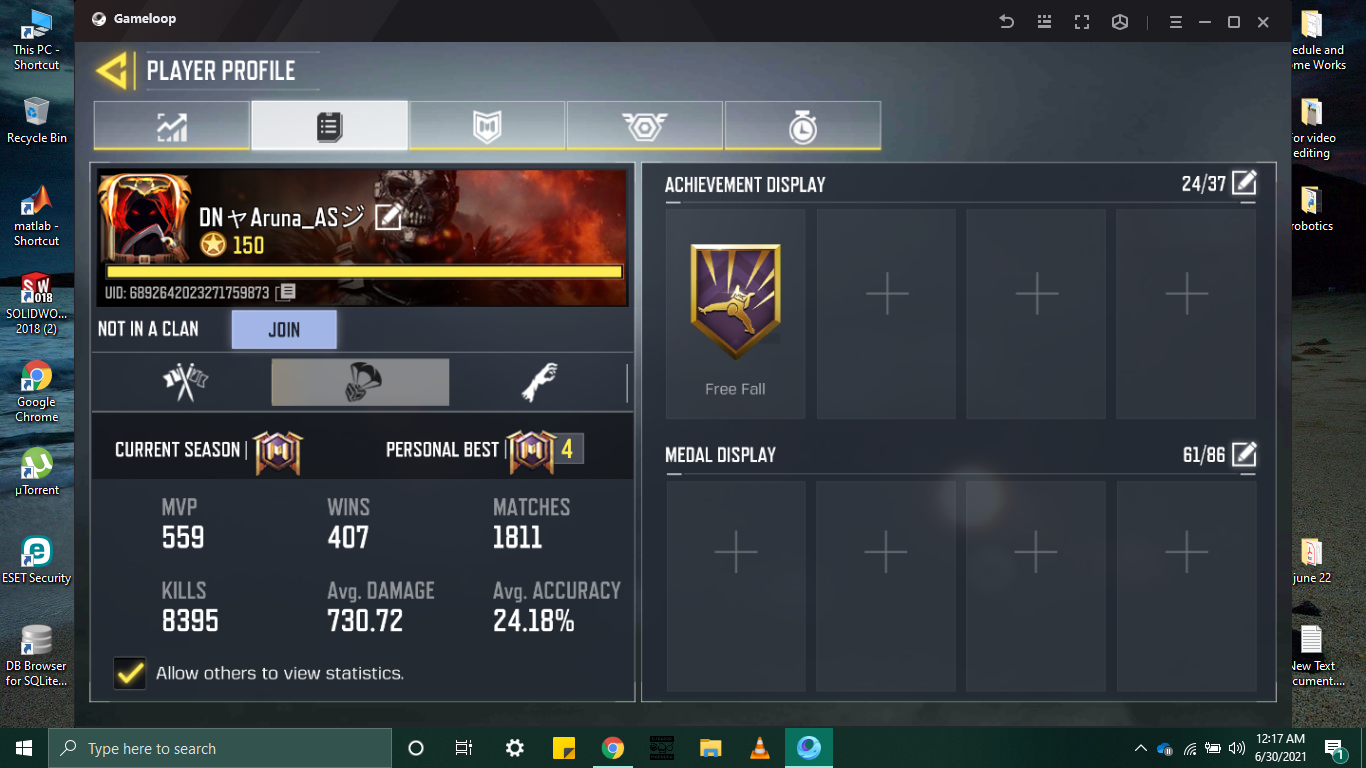 Gameloop
This PC -
Shortcut
Recycle Bin
matlab -
Shortcut
SOLIDWO...
2018 (2)
Google
Chrome
µTorrent
ESET Security
DB Browser
for SQLite...
PLAYER PROFILE
DNヤAruna_ASジ
150
UID: 6892642023271759873
NOT IN A CLAN
JOIN
CURRENT SEASON
PERSONAL BEST
4
MVP
WINS
MATCHES
559
407
1811
KILLS
Avg. DAMAGE
Avg. ACCURACY
8395
730.72
24.18%
Allow others to view statistics.
ACHIEVEMENT DISPLAY
24/37
Free Fall
MEDAL DISPLAY
61/86
edule and
ome Works
or video
editing
robotics
june 22
New Text
cument....
Type here to search
12:17 AM
6/30/2021
1